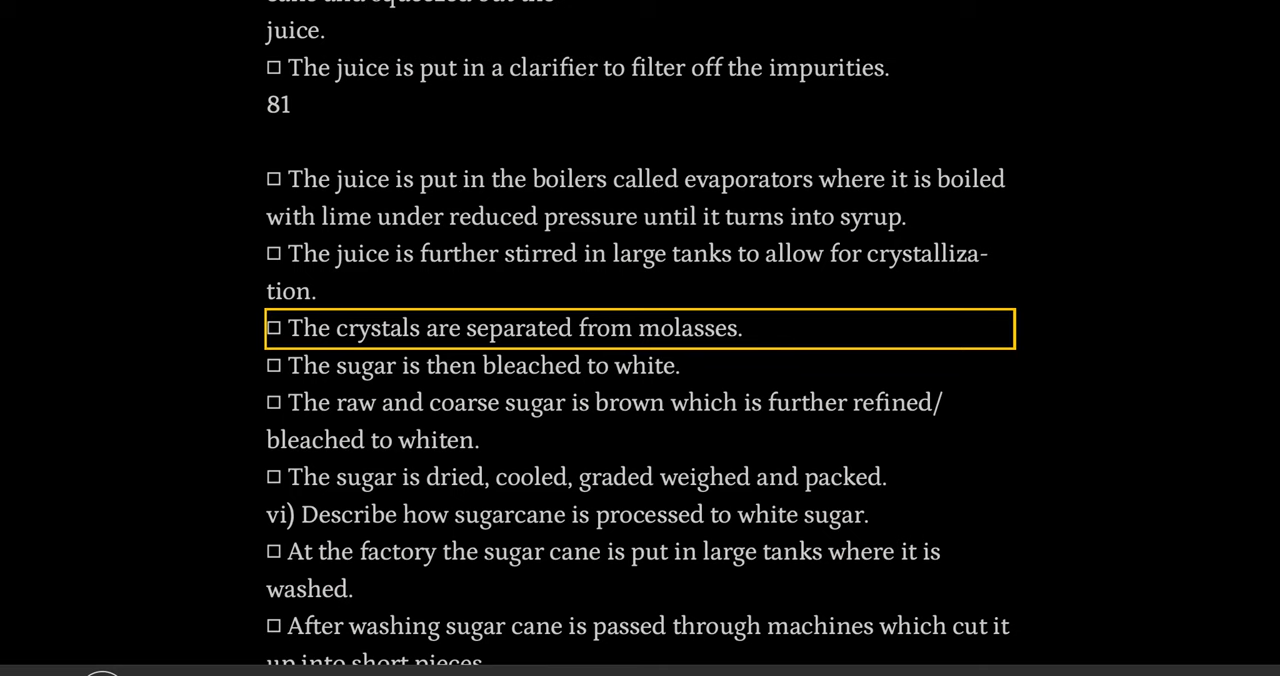 juice.
□ The juice is put in a clarifier to filter off the impurities.
81
□ The juice is put in the boilers called evaporators where it is boiled
with lime under reduced pressure until it turns into syrup.
□ The juice is further stirred in large tanks to allow for crystalliza-
tion.
□ The crystals are separated from molasses.
□ The sugar is then bleached to white.
□ The raw and coarse sugar is brown which is further refined/
bleached to whiten.
□ The sugar is dried, cooled, graded weighed and packed.
vi) Describe how sugarcane is processed to white sugar.
□ At the factory the sugar cane is put in large tanks where it is
washed.
□ After washing sugar cane is passed through machines which cut it
up into short pieces